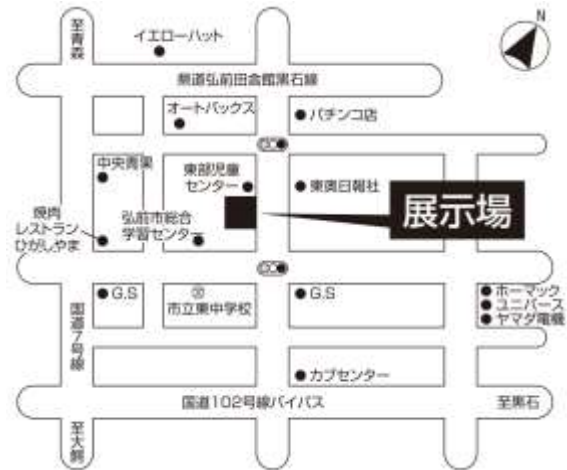 至青森
イエローハット
N
県道弘前田舎館黒石線
オートバックス
パチンコ店
中央青果
東部児童
センター
東奥日報社
展示場
焼肉
レストラン
ひがしやま
弘前市総合
学習センター
G.S
文
市立東中学校
G.S
ホーマック
ユニバース
ヤマダ電機
国道7号線
カブセンター
国道102号線バイパス
至黒石
至大鰐